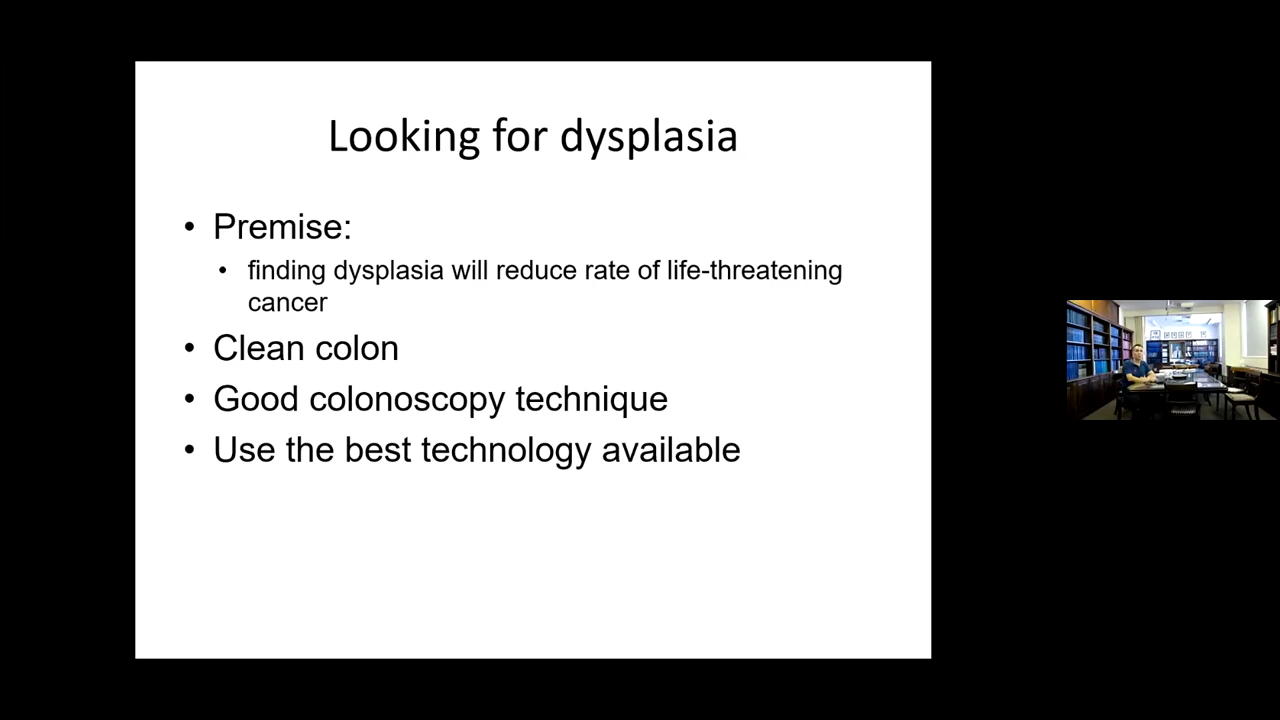 Looking for dysplasia
• Premise:
• finding dysplasia will reduce rate of life-threatening
cancer
• Clean colon
• Good colonoscopy technique
• Use the best technology available